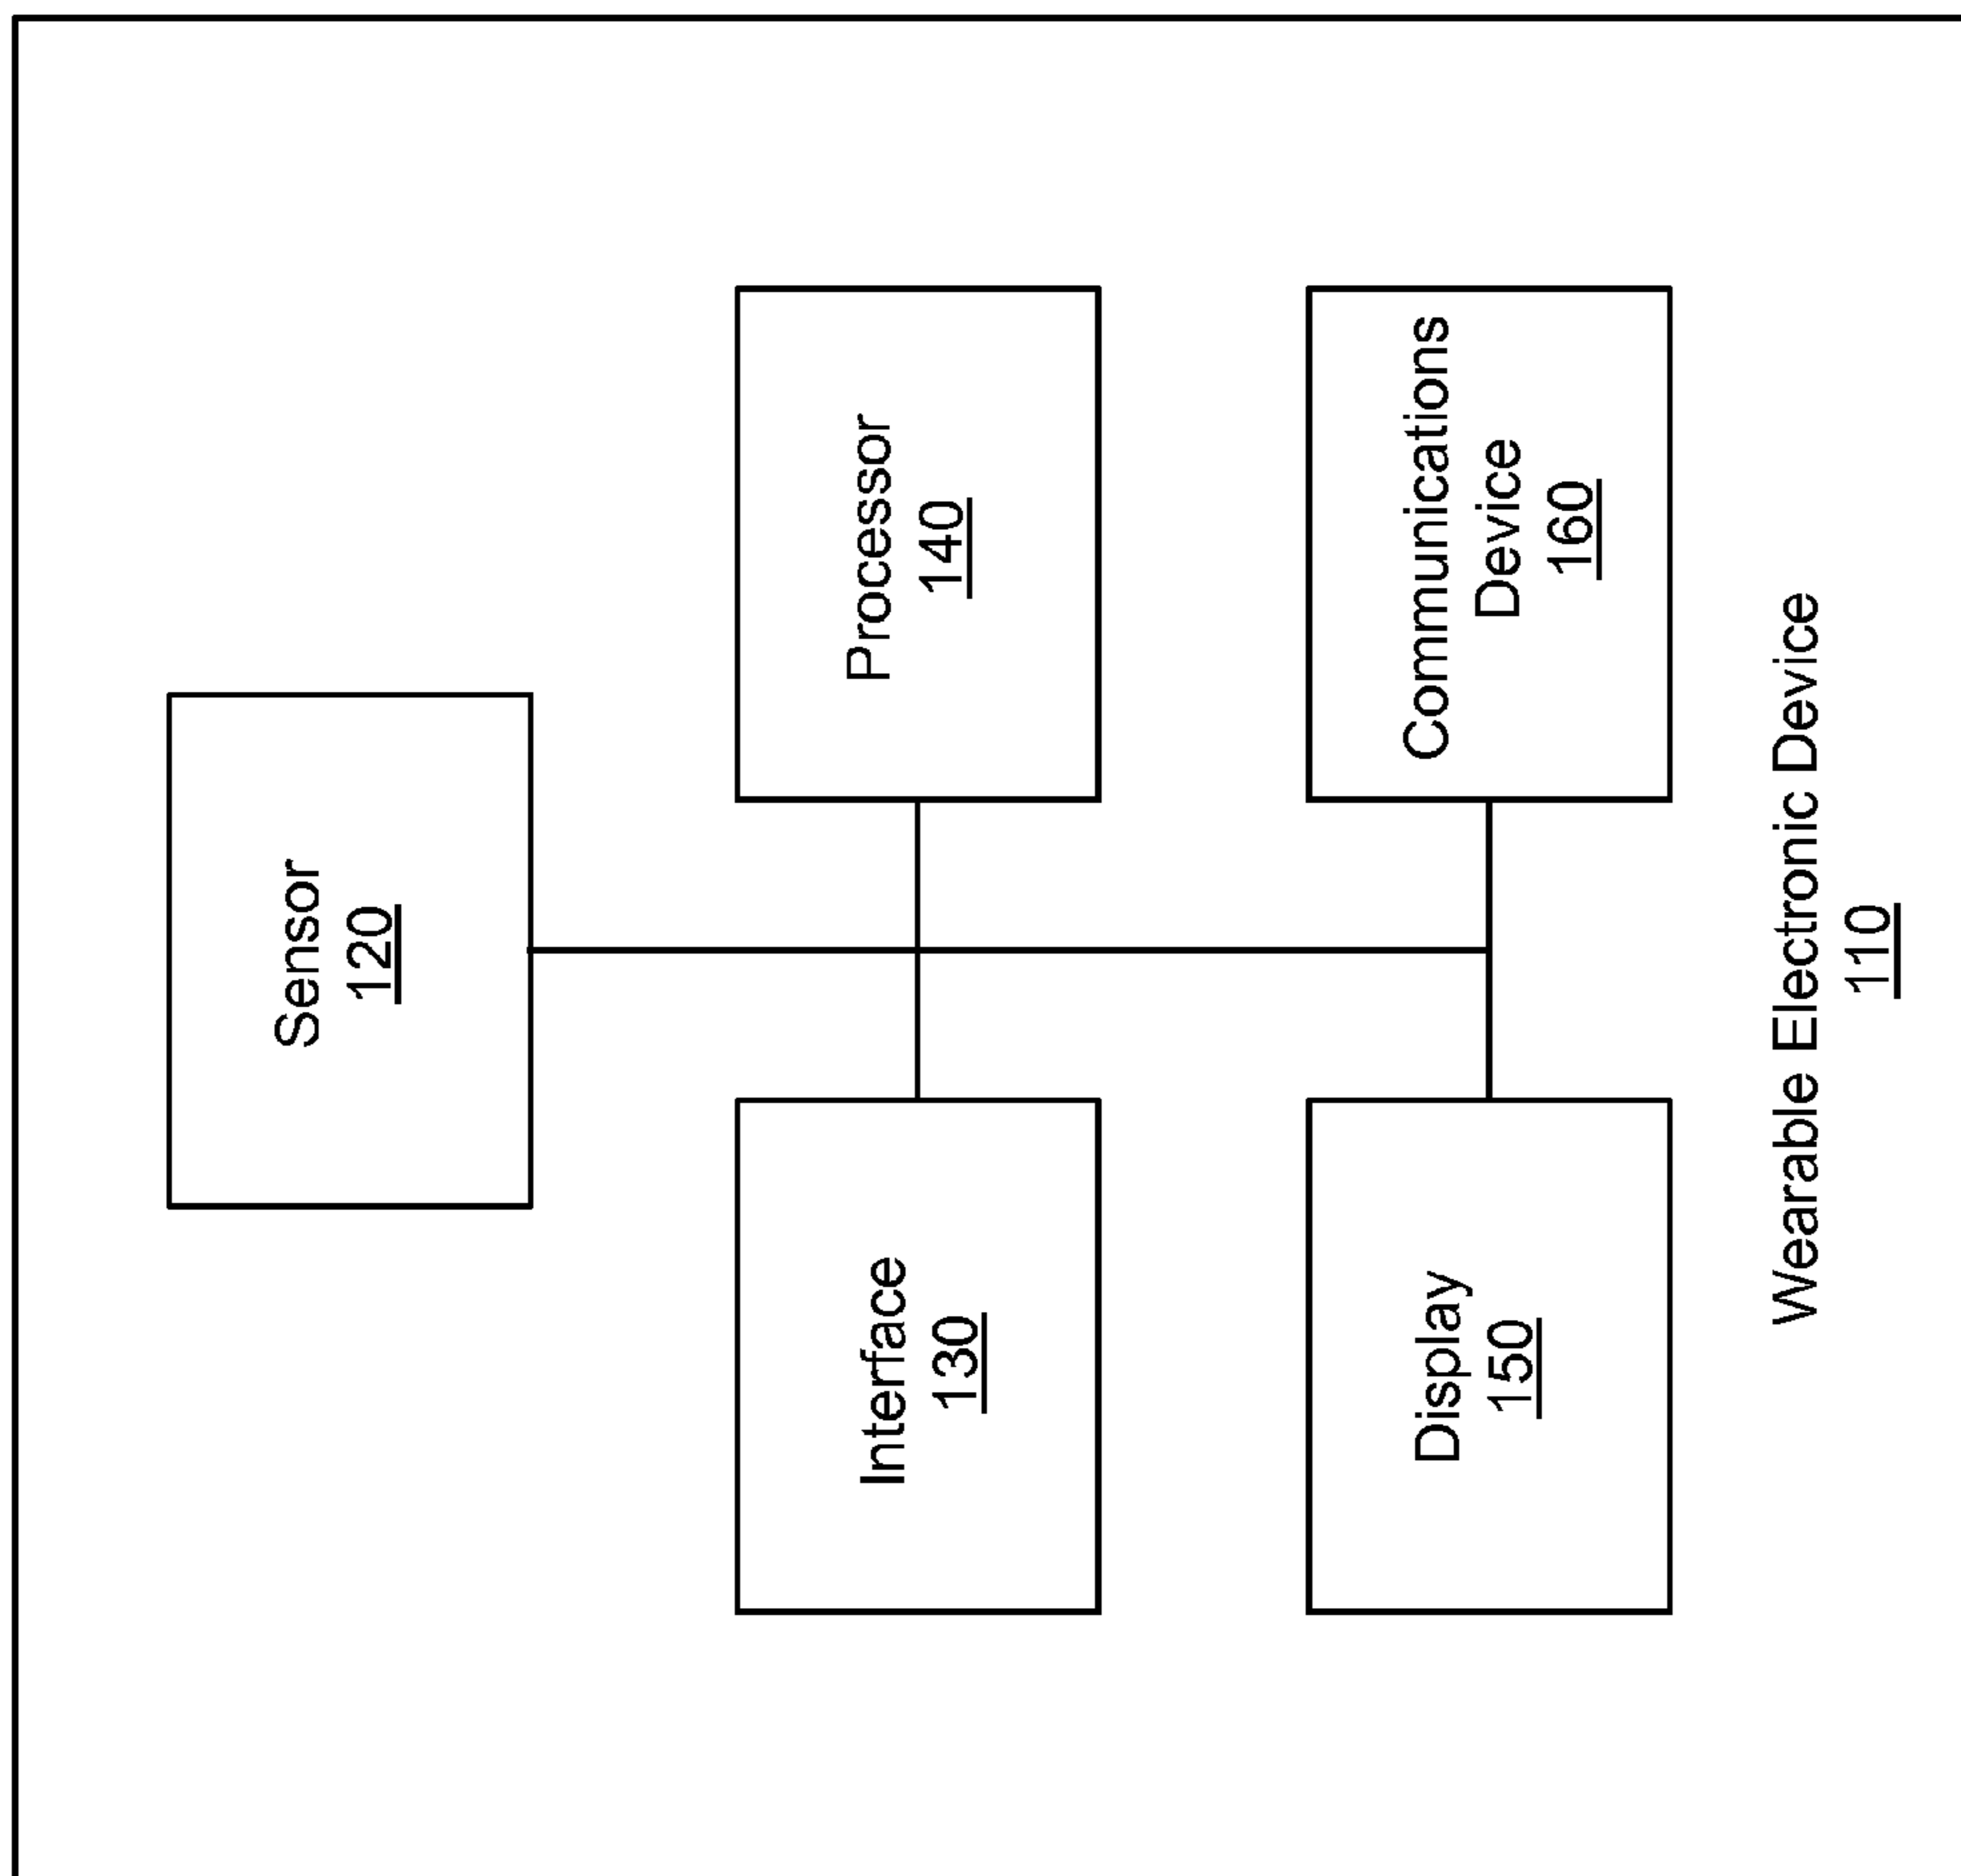 Sensor
120
Interface
130
Processor
140
Display
150
Communications
Device
160
Wearable Electronic Device
110